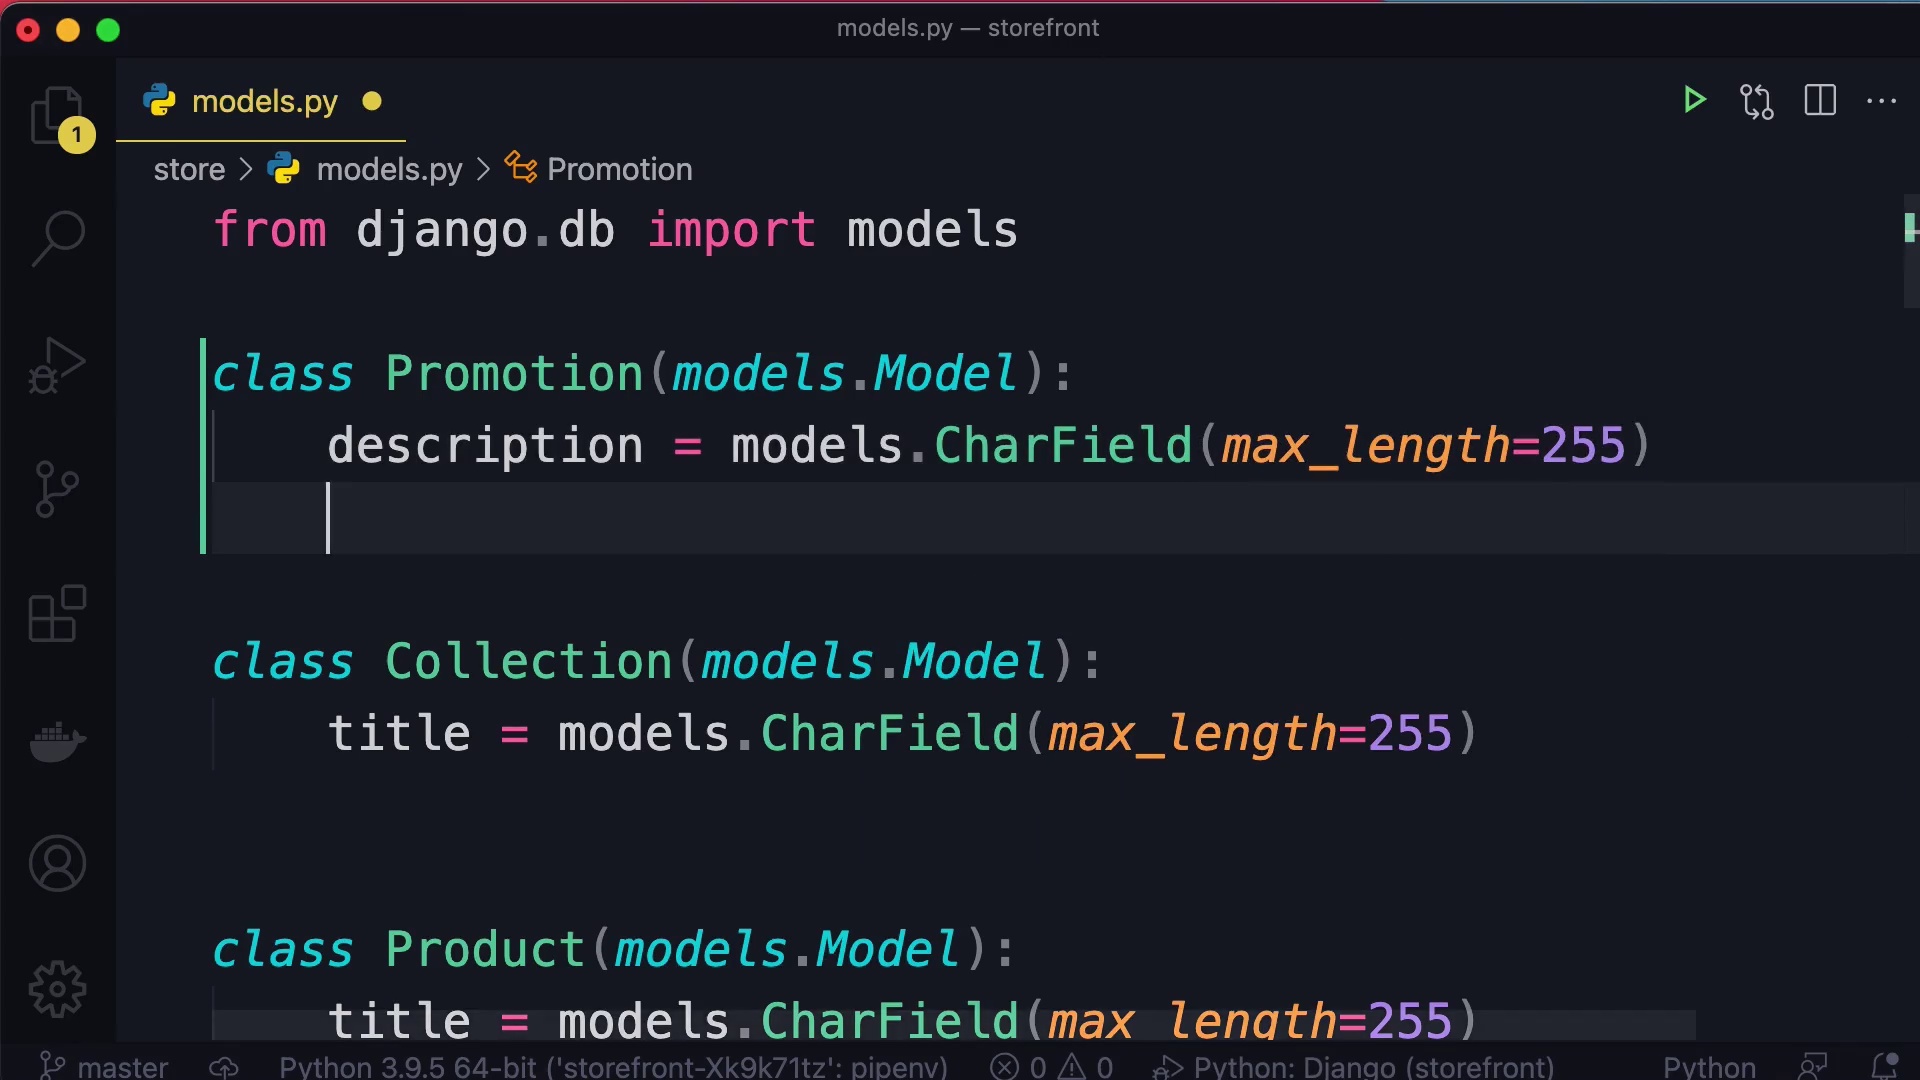 models.py — storefront
models.py
1
store > models.py > Promotion
from django.db import models
class Promotion(models.Model):
    description = models.CharField(max_length=255)
class Collection(models.Model):
    title = models.CharField(max_length=255)
class Product(models.Model):
    title = models.CharField(max_length=255)
master Python 3.9.5 64-bit ('storefront-Xk9k71tz': pipenv) 0 0 Python: Django (storefront) Python